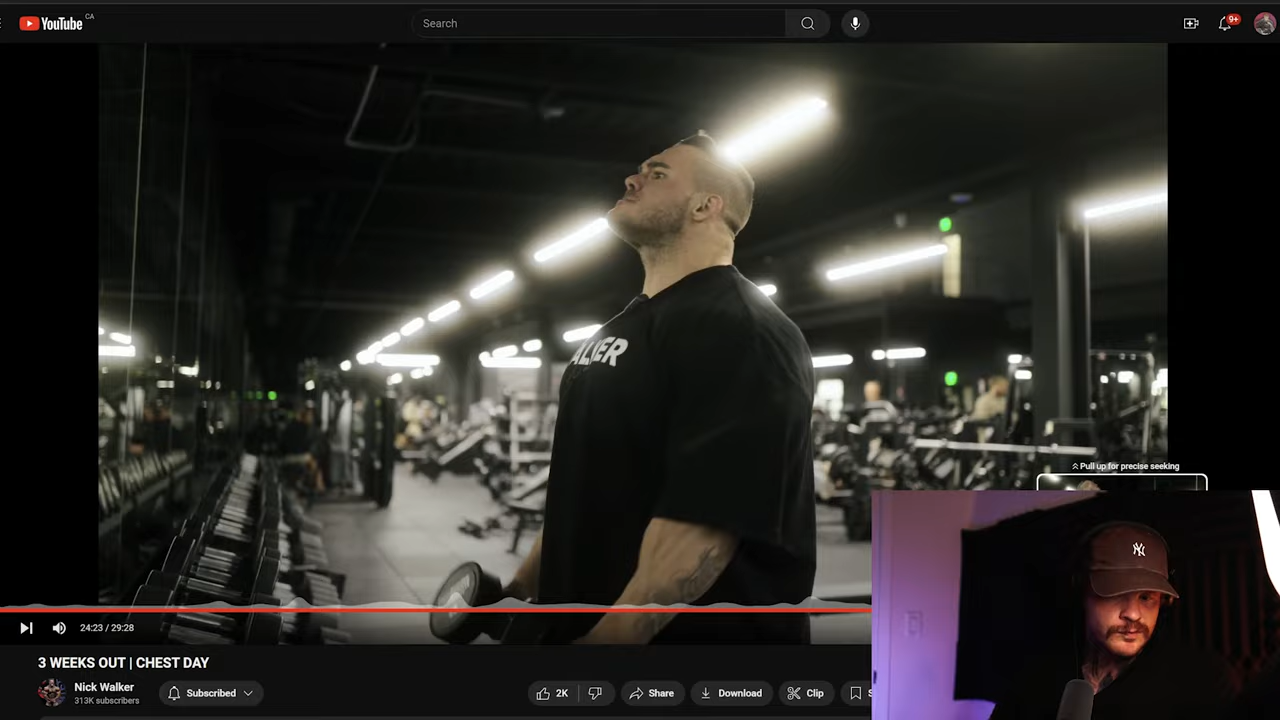 YouTube CA
Search
9+
ALKER
Pull up for precise seeking
24:23 / 29:28
3 WEEKS OUT | CHEST DAY
Nick Walker
313K subscribers
Subscribed
2K
Share
Download
Clip
S
NY